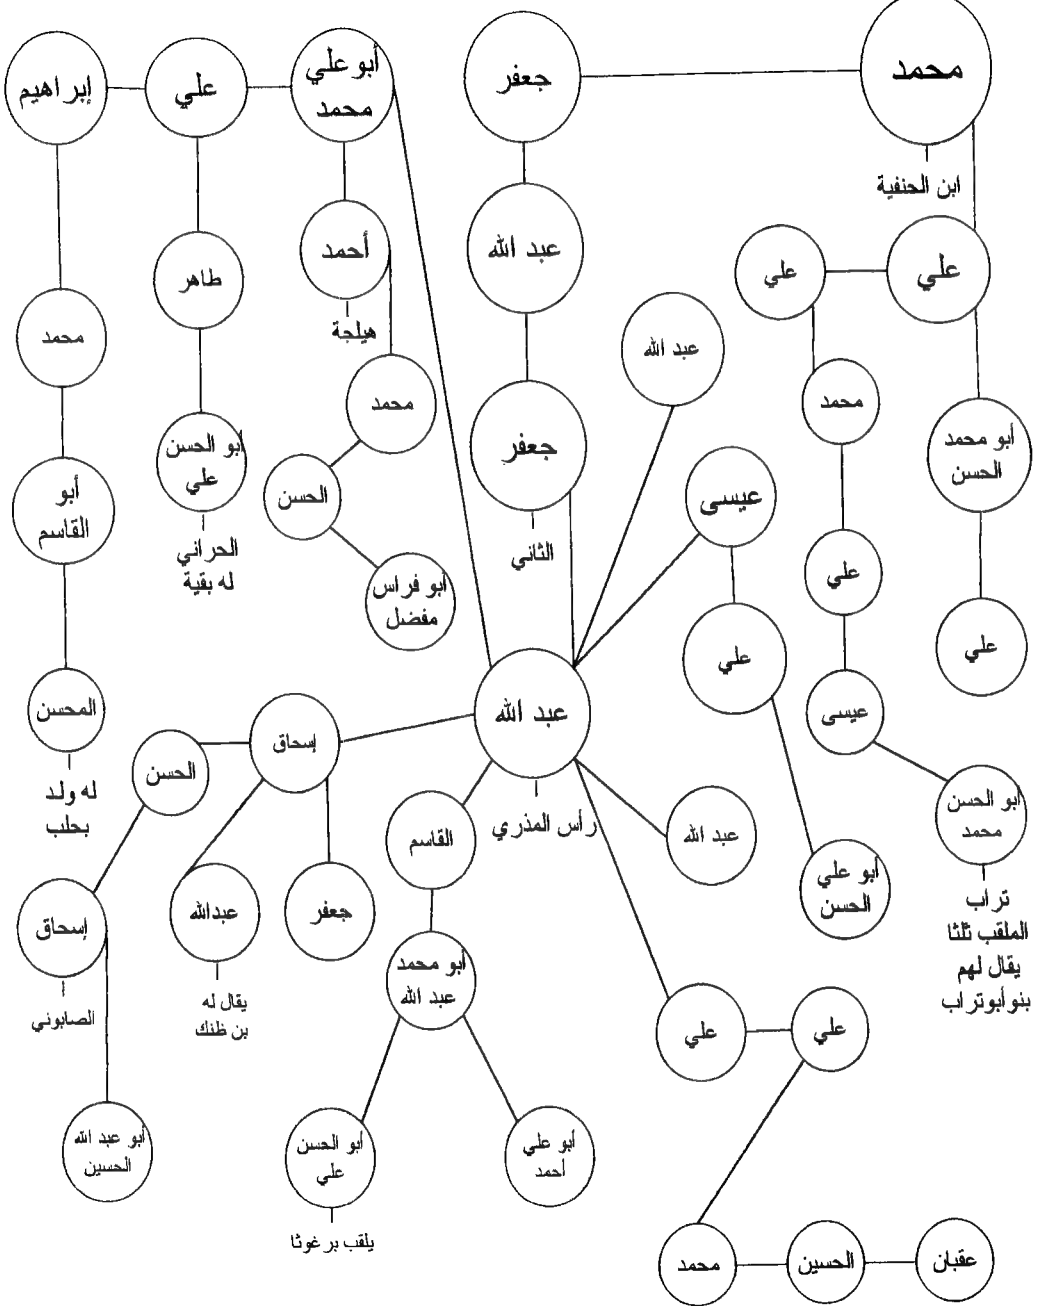 محمد
ابن الحنفية
جعفر
أبو علي
محمد
علي
إبراهيم
عبد الله
أحمد
هيلجة
طاهر
محمد
علي
علي
محمد
أبو محمد
الحسن
علي
علي
عيسى
أبو الحسن
محمد
تراب
الملقب ثلثا
يقال لهم
بنو أبو تراب
عبد الله
عيسى
علي
أبو علي
الحسن
جعفر
الثاني
محمد
الحسن
أبو فراس
مفضل
أبو الحسن
علي
الحراني
له بقية
أبو
القاسم
المحسن
له ولد
بحلب
عبد الله
رأس المذري
إسحاق
الحسن
القاسم
عبد الله
إسحاق
الصابوني
عبدالله
يقال له
بن ظنك
جعفر
أبو محمد
عبد الله
علي
علي
أبو عبد الله
الحسين
أبو الحسن
علي
يلقب برغوثا
أبو علي
أحمد
عقبان
الحسين
محمد